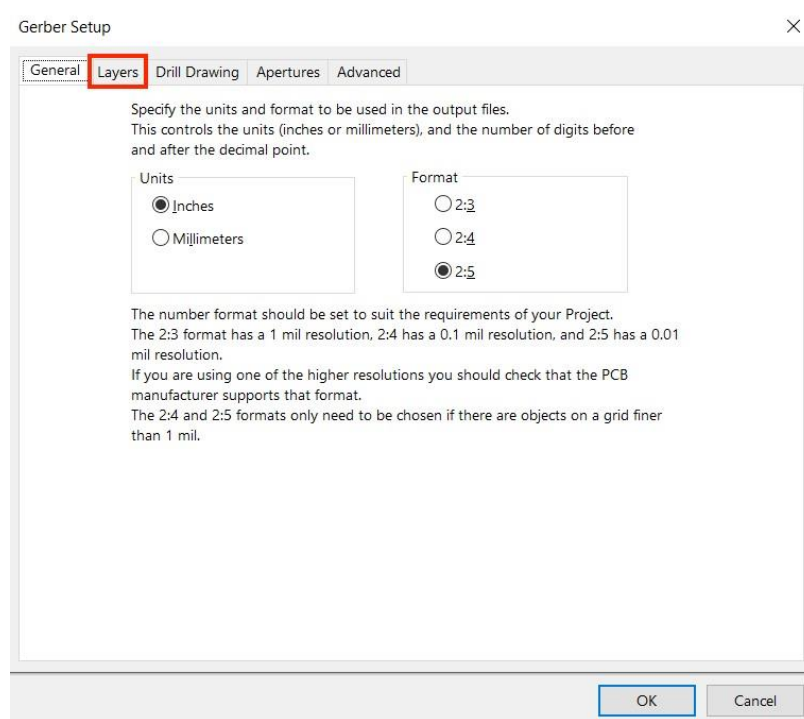 Gerber Setup
General Layers Drill Drawing Apertures Advanced
Specify the units and format to be used in the output files.
This controls the units (inches or millimeters), and the number of digits before
and after the decimal point.
Units
Inches
Millimeters
Format
2:3
2:4
2:5
The number format should be set to suit the requirements of your Project.
The 2:3 format has a 1 mil resolution, 2:4 has a 0.1 mil resolution, and 2:5 has a 0.01
mil resolution.
If you are using one of the higher resolutions you should check that the PCB
manufacturer supports that format.
The 2:4 and 2:5 formats only need to be chosen if there are objects on a grid finer
than 1 mil.
OK Cancel